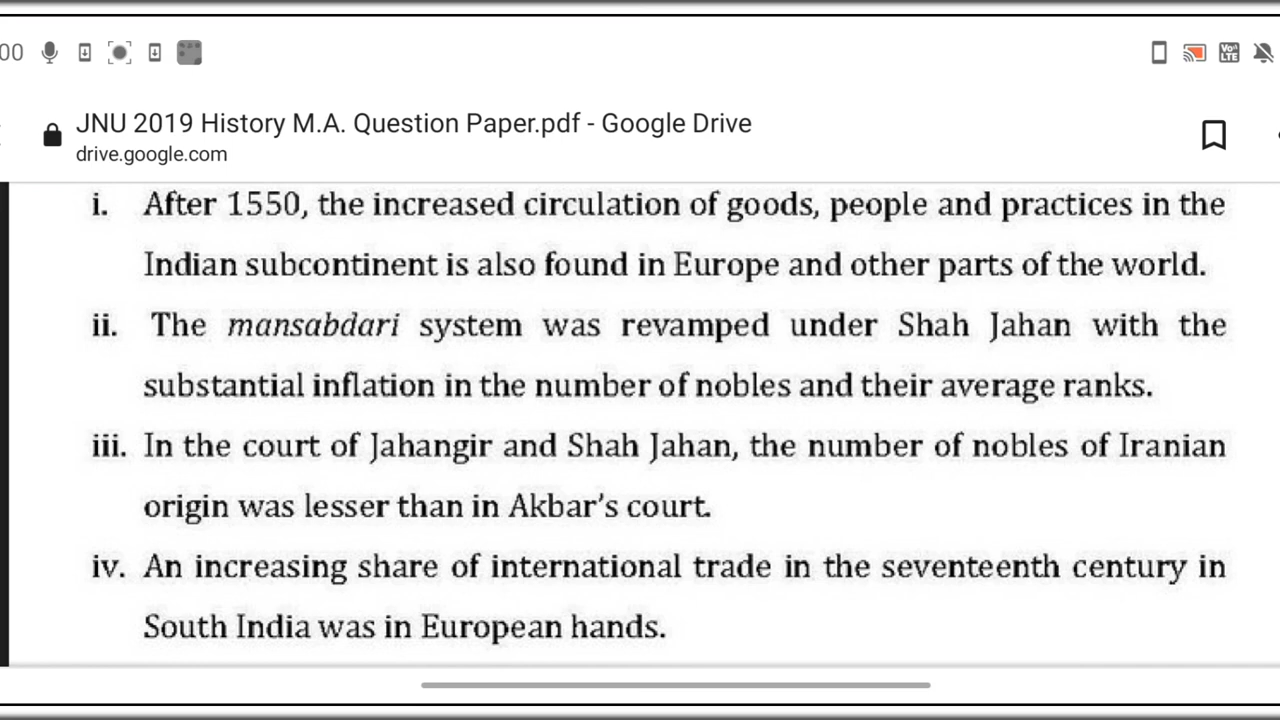 00
Vo LTE
JNU 2019 History M.A. Question Paper.pdf - Google Drive
drive.google.com
i. After 1550, the increased circulation of goods, people and practices in the
Indian subcontinent is also found in Europe and other parts of the world.
ii. The mansabdari system was revamped under Shah Jahan with the
substantial inflation in the number of nobles and their average ranks.
iii. In the court of Jahangir and Shah Jahan, the number of nobles of Iranian
origin was lesser than in Akbar's court.
iv. An increasing share of international trade in the seventeenth century in
South India was in European hands.